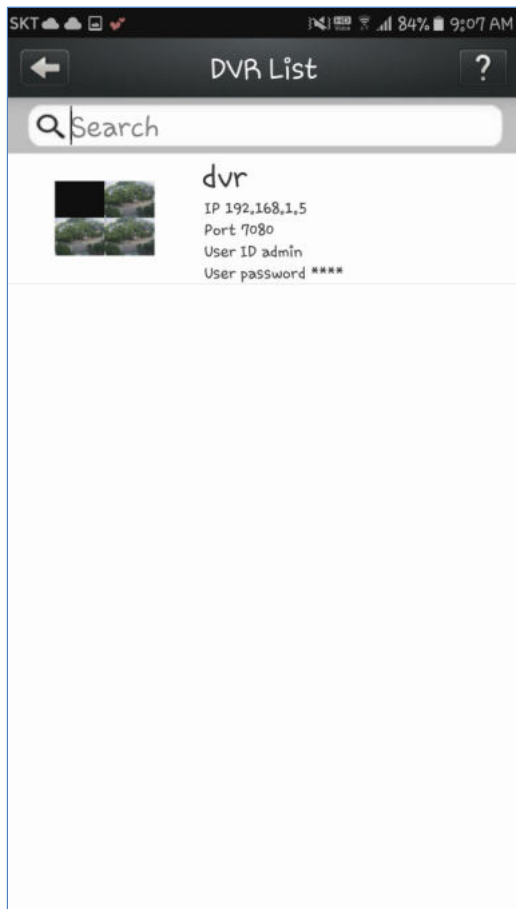 SKT 84% 9:07 AM
DVR List ?
Search
dvr
IP 192.168.1.5
Port 7080
User ID admin
User password ****